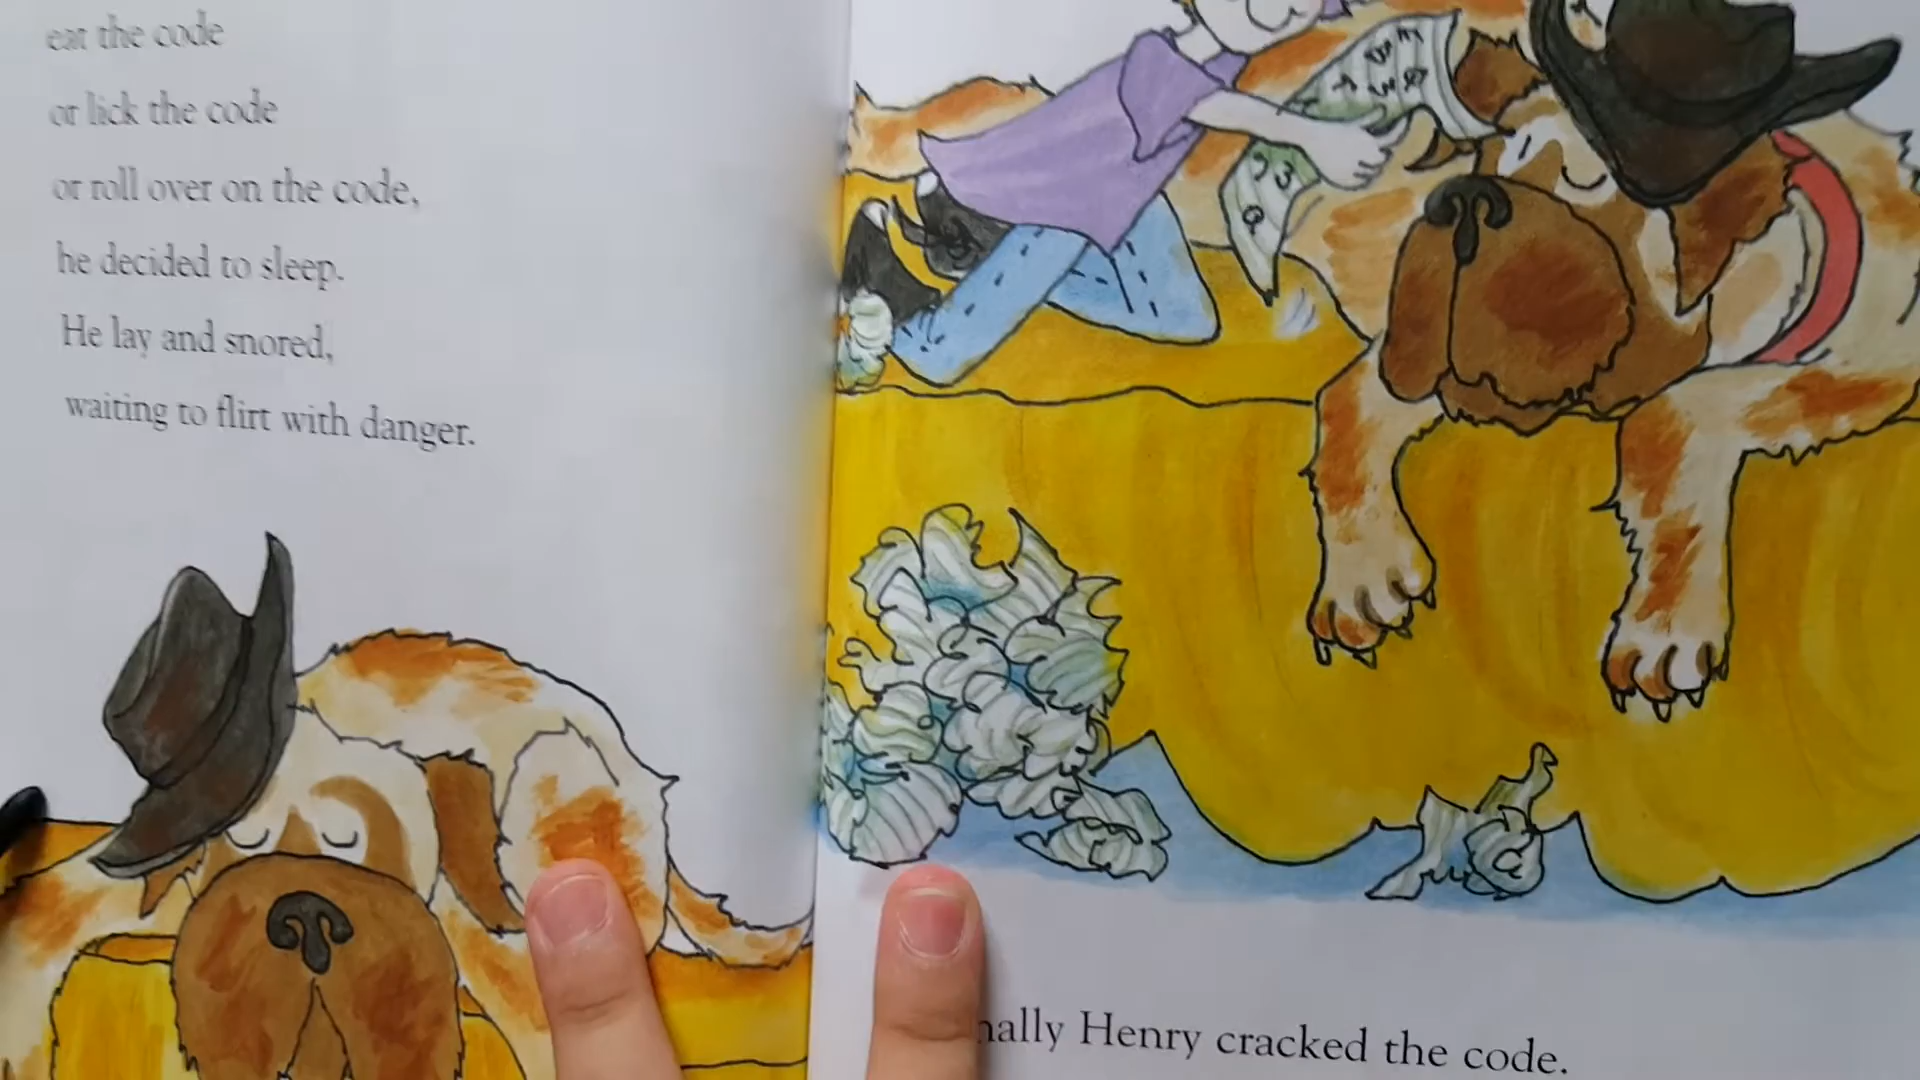 eat the code
or lick the code
or roll over on the code,
he decided to sleep.
He lay and snored,
waiting to flirt with danger.
Henry cracked the code.